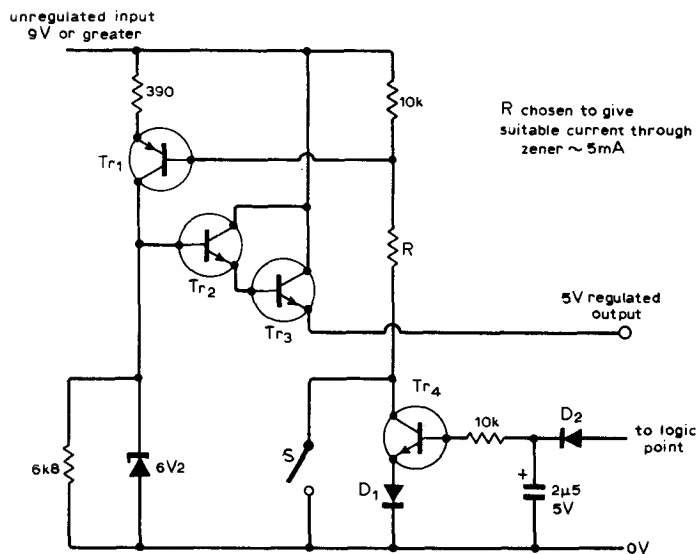 unregulated input
9V or greater
390
10k
R chosen to give
suitable current through
zener ~ 5mA
Tr1
R
Tr2
Tr3
5V regulated
output
Tr4
10k
D2
to logic
point
S
6k8
6V2
D1
+
2µ5
5V
0V